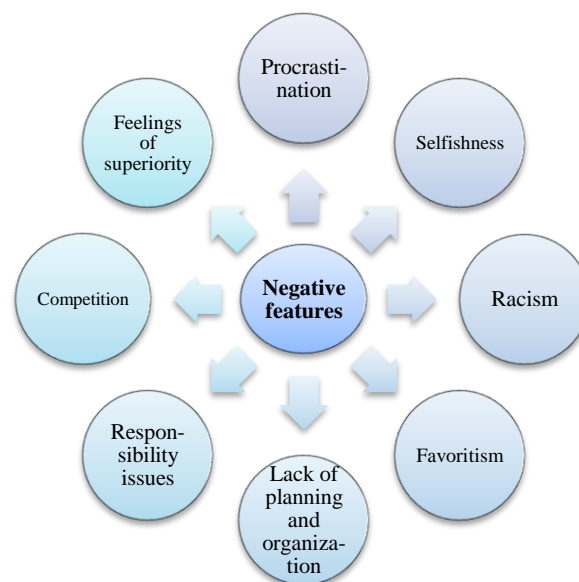 Procrasti-
nation
Selfishness
Racism
Favoritism
Lack of
planning
and
organiza-
tion
Respon-
sibility
issues
Competition
Feelings
of
superiority
Negative
features